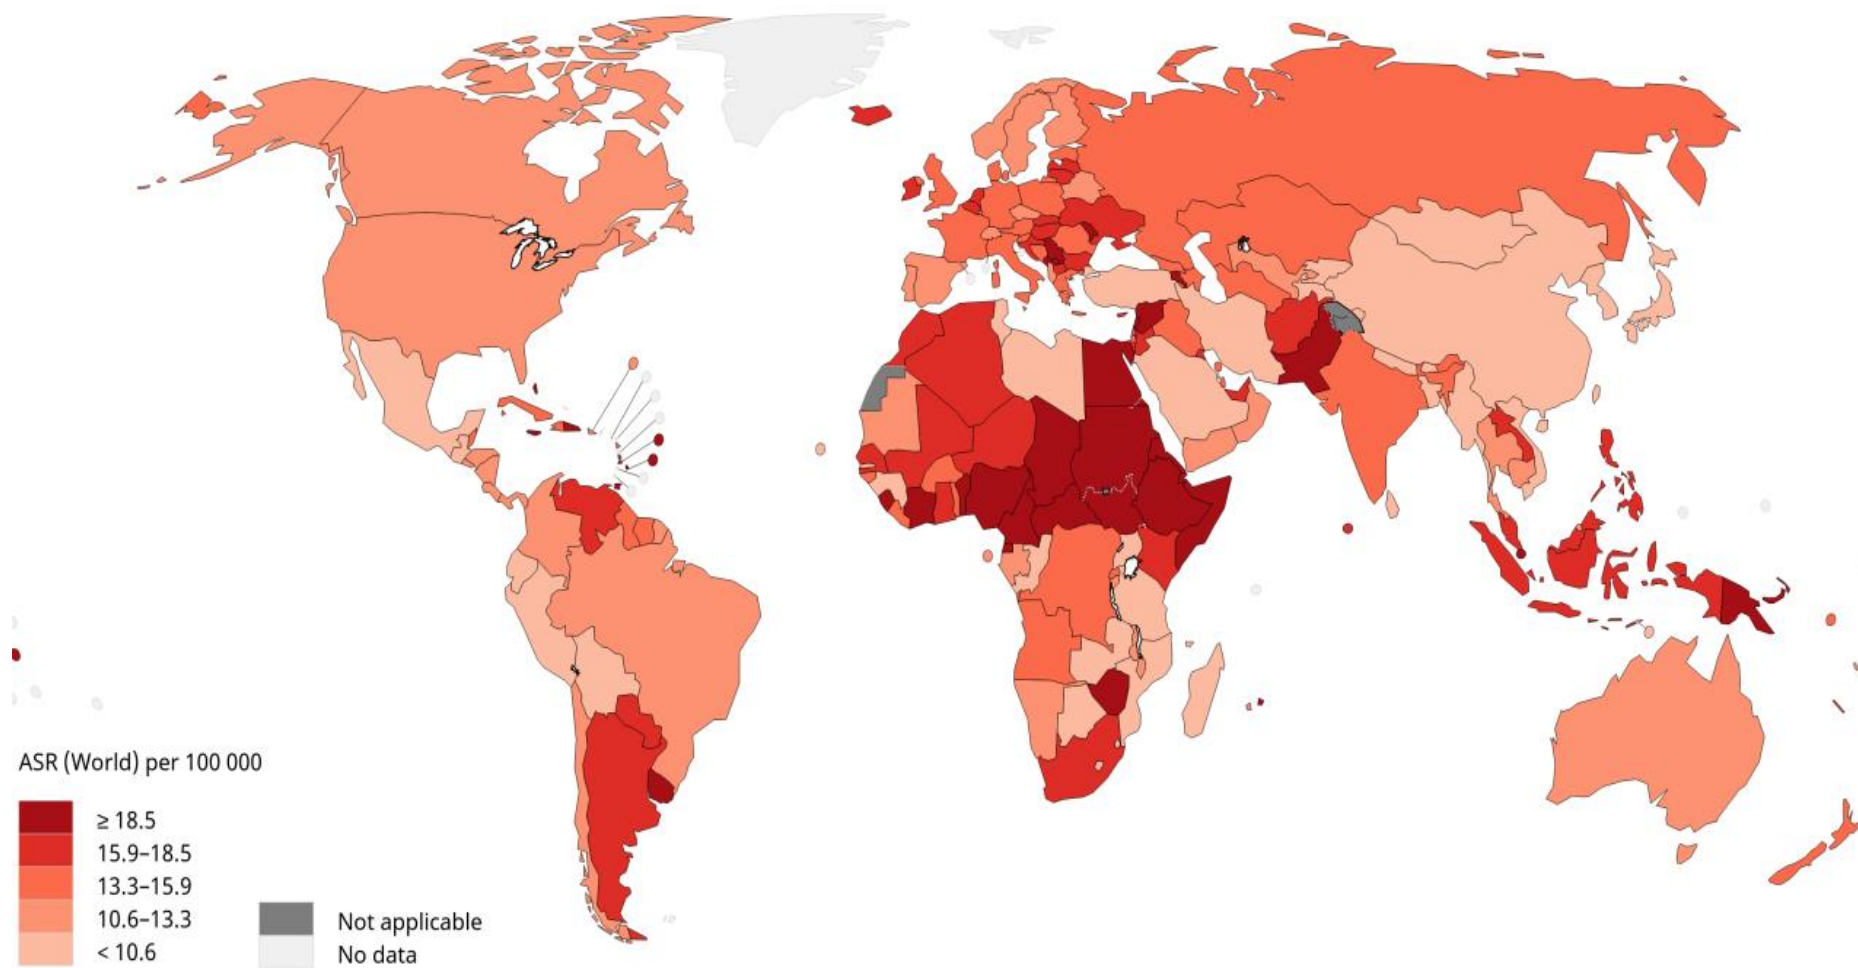 ASR (World) per 100 000
≥ 18.5
15.9–18.5
13.3–15.9
10.6–13.3
< 10.6
Not applicable
No data